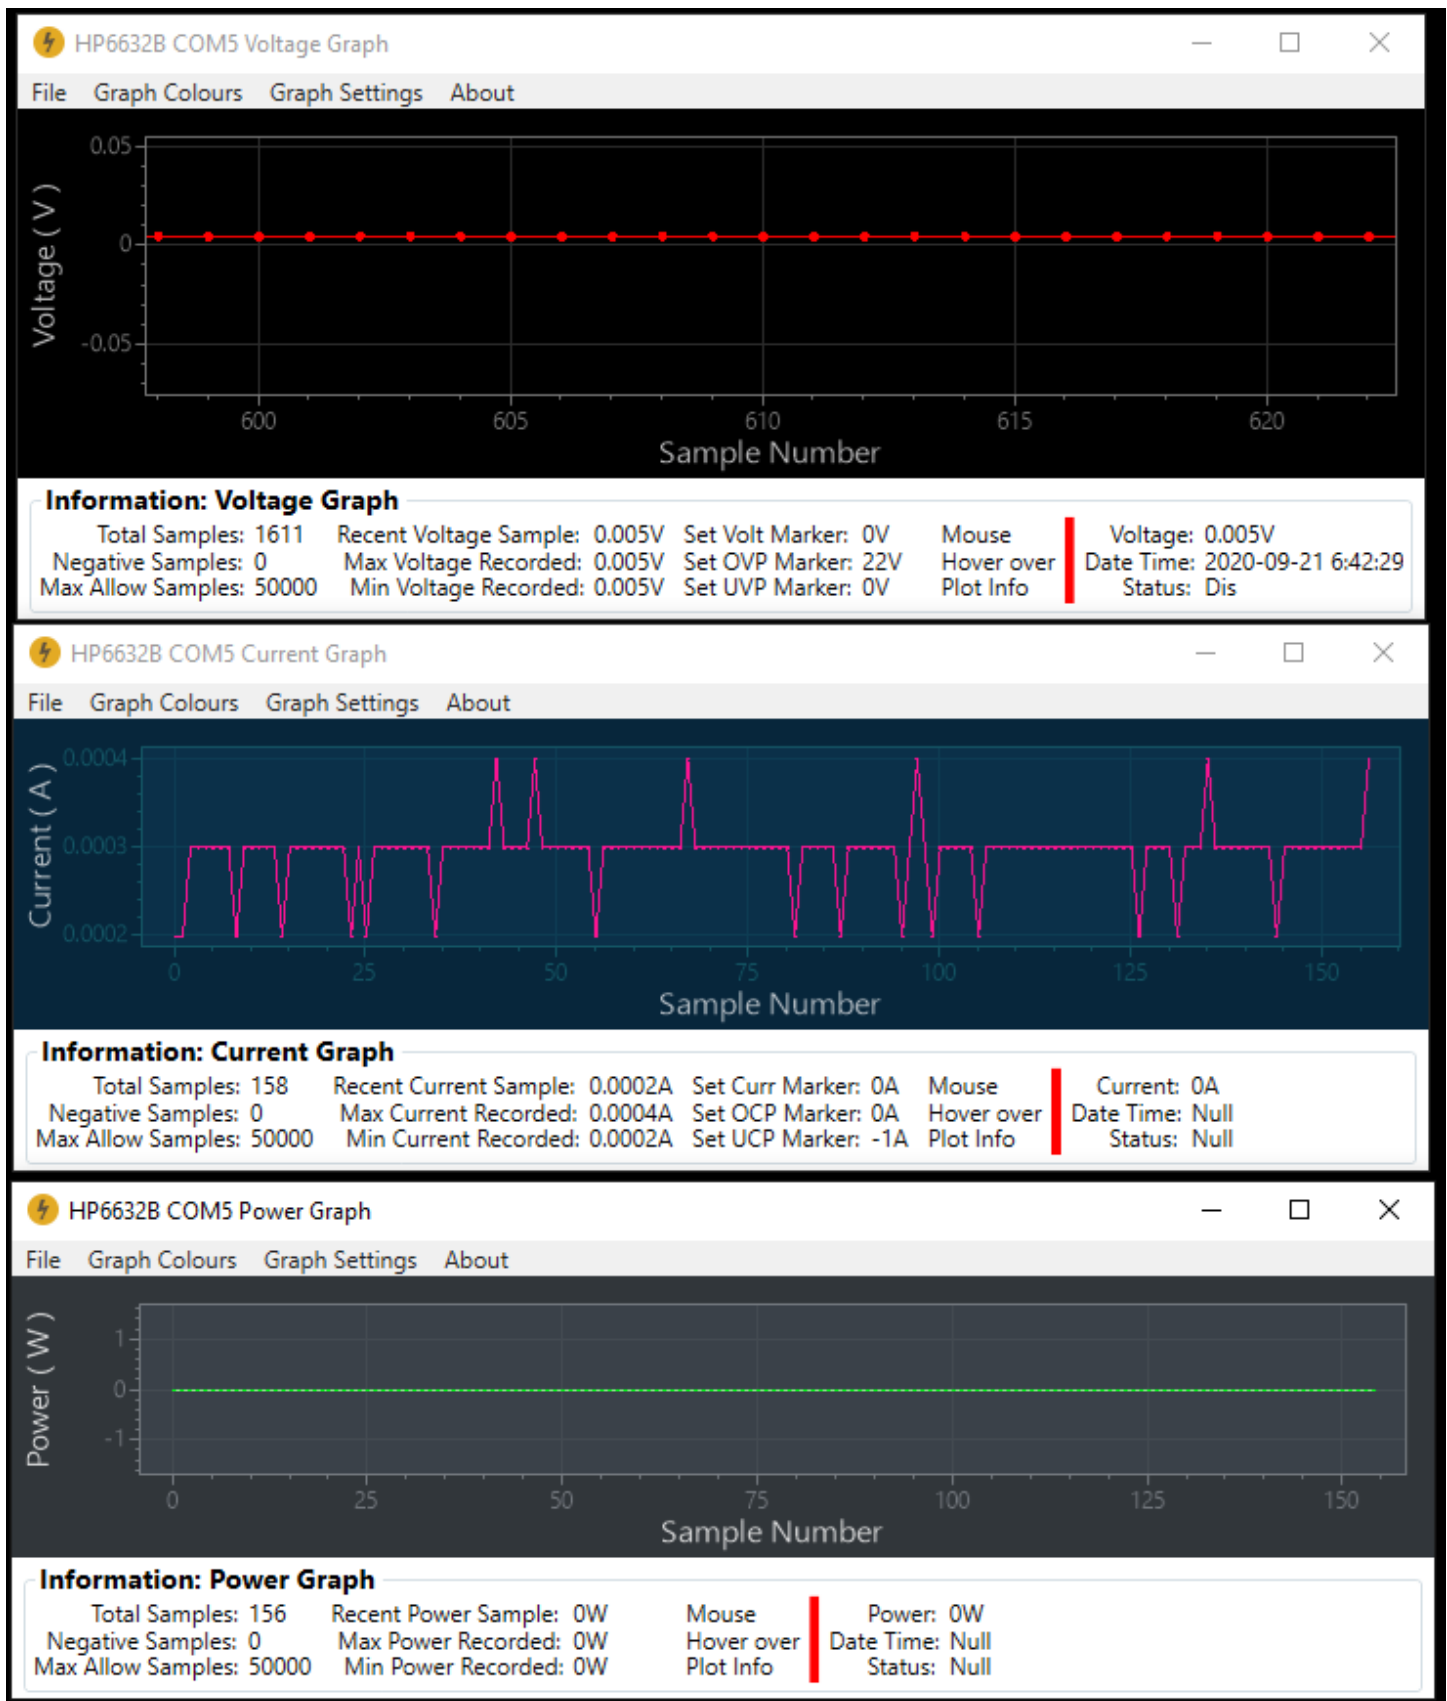 HP6632B COM5 Voltage Graph
File Graph Colours Graph Settings About
0.05
0
-0.05
Voltage ( V )
600 605 610 615 620
Sample Number
Information: Voltage Graph
Total Samples: 1611 Recent Voltage Sample: 0.005V Set Volt Marker: 0V Mouse Voltage: 0.005V
Negative Samples: 0 Max Voltage Recorded: 0.005V Set OVP Marker: 22V Hover over Date Time: 2020-09-21 6:42:29
Max Allow Samples: 50000 Min Voltage Recorded: 0.005V Set UVP Marker: 0V Plot Info Status: Dis
HP6632B COM5 Current Graph
File Graph Colours Graph Settings About
0.0004
0.0003
0.0002
Current ( A )
0 25 50 75 100 125 150
Sample Number
Information: Current Graph
Total Samples: 158 Recent Current Sample: 0.0002A Set Curr Marker: 0A Mouse Current: 0A
Negative Samples: 0 Max Current Recorded: 0.0004A Set OCP Marker: 0A Hover over Date Time: Null
Max Allow Samples: 50000 Min Current Recorded: 0.0002A Set UCP Marker: -1A Plot Info Status: Null
HP6632B COM5 Power Graph
File Graph Colours Graph Settings About
1
0
-1
Power ( W )
0 25 50 75 100 125 150
Sample Number
Information: Power Graph
Total Samples: 156 Recent Power Sample: 0W Mouse Power: 0W
Negative Samples: 0 Max Power Recorded: 0W Hover over Date Time: Null
Max Allow Samples: 50000 Min Power Recorded: 0W Plot Info Status: Null